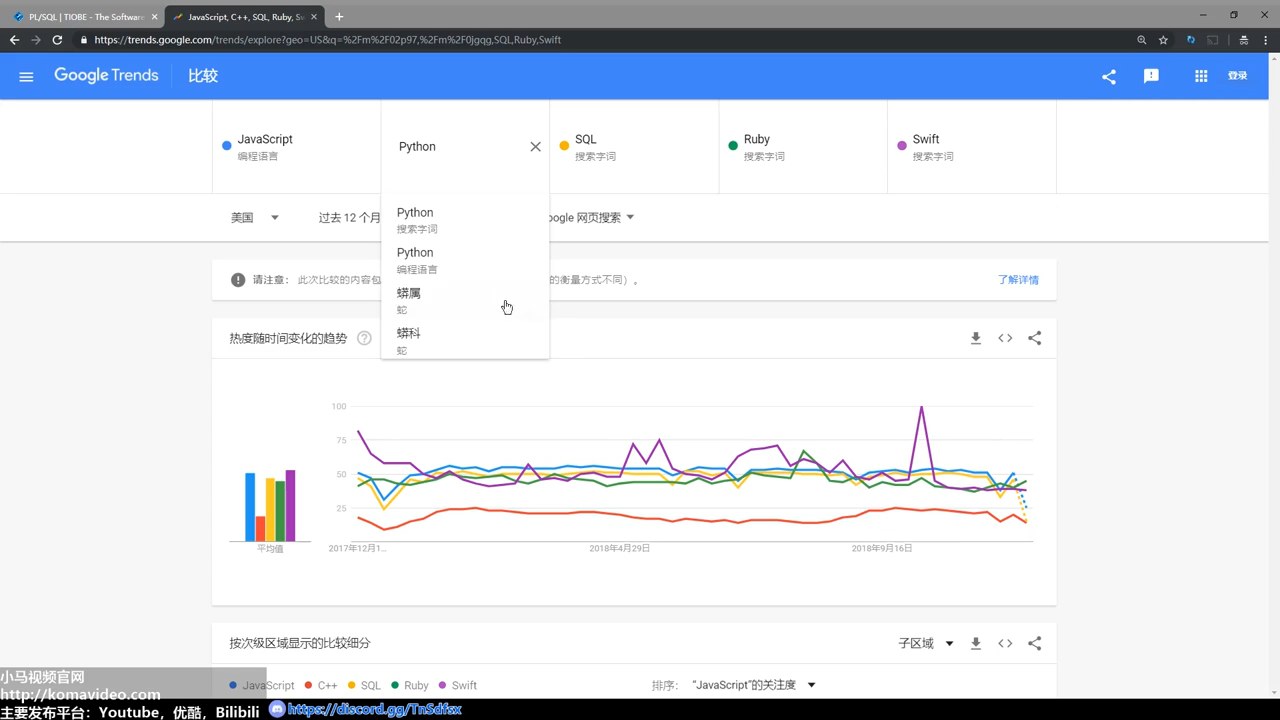 PL/SQL | TIOBE - The Software
JavaScript, C++, SQL, Ruby, Sw
https://trends.google.com/trends/explore?geo=US&q=%2Fm%2F02p97,%2Fm%2F0jgqg,SQL,Ruby,Swift
Google Trends
比较
登录
JavaScript
编程语言
Python
SQL
搜索字词
Ruby
搜索字词
Swift
搜索字词
美国
过去 12 个月
oogle 网页搜索
Python
搜索字词
Python
编程语言
蟒属
蛇
蟒科
蛇
请注意： 此次比较的内容包
的衡量方式不同）。
了解详情
热度随时间变化的趋势
100
75
50
25
平均值
2017年12月1...
2018年4月29日
2018年9月16日
按次级区域显示的比较细分
子区域
JavaScript
C++
SQL
Ruby
Swift
排序： “JavaScript”的关注度
小马视频官网
http://komavideo.com
主要发布平台：Youtube，优酷，Bilibili
https://discord.gg/TnSdfsx